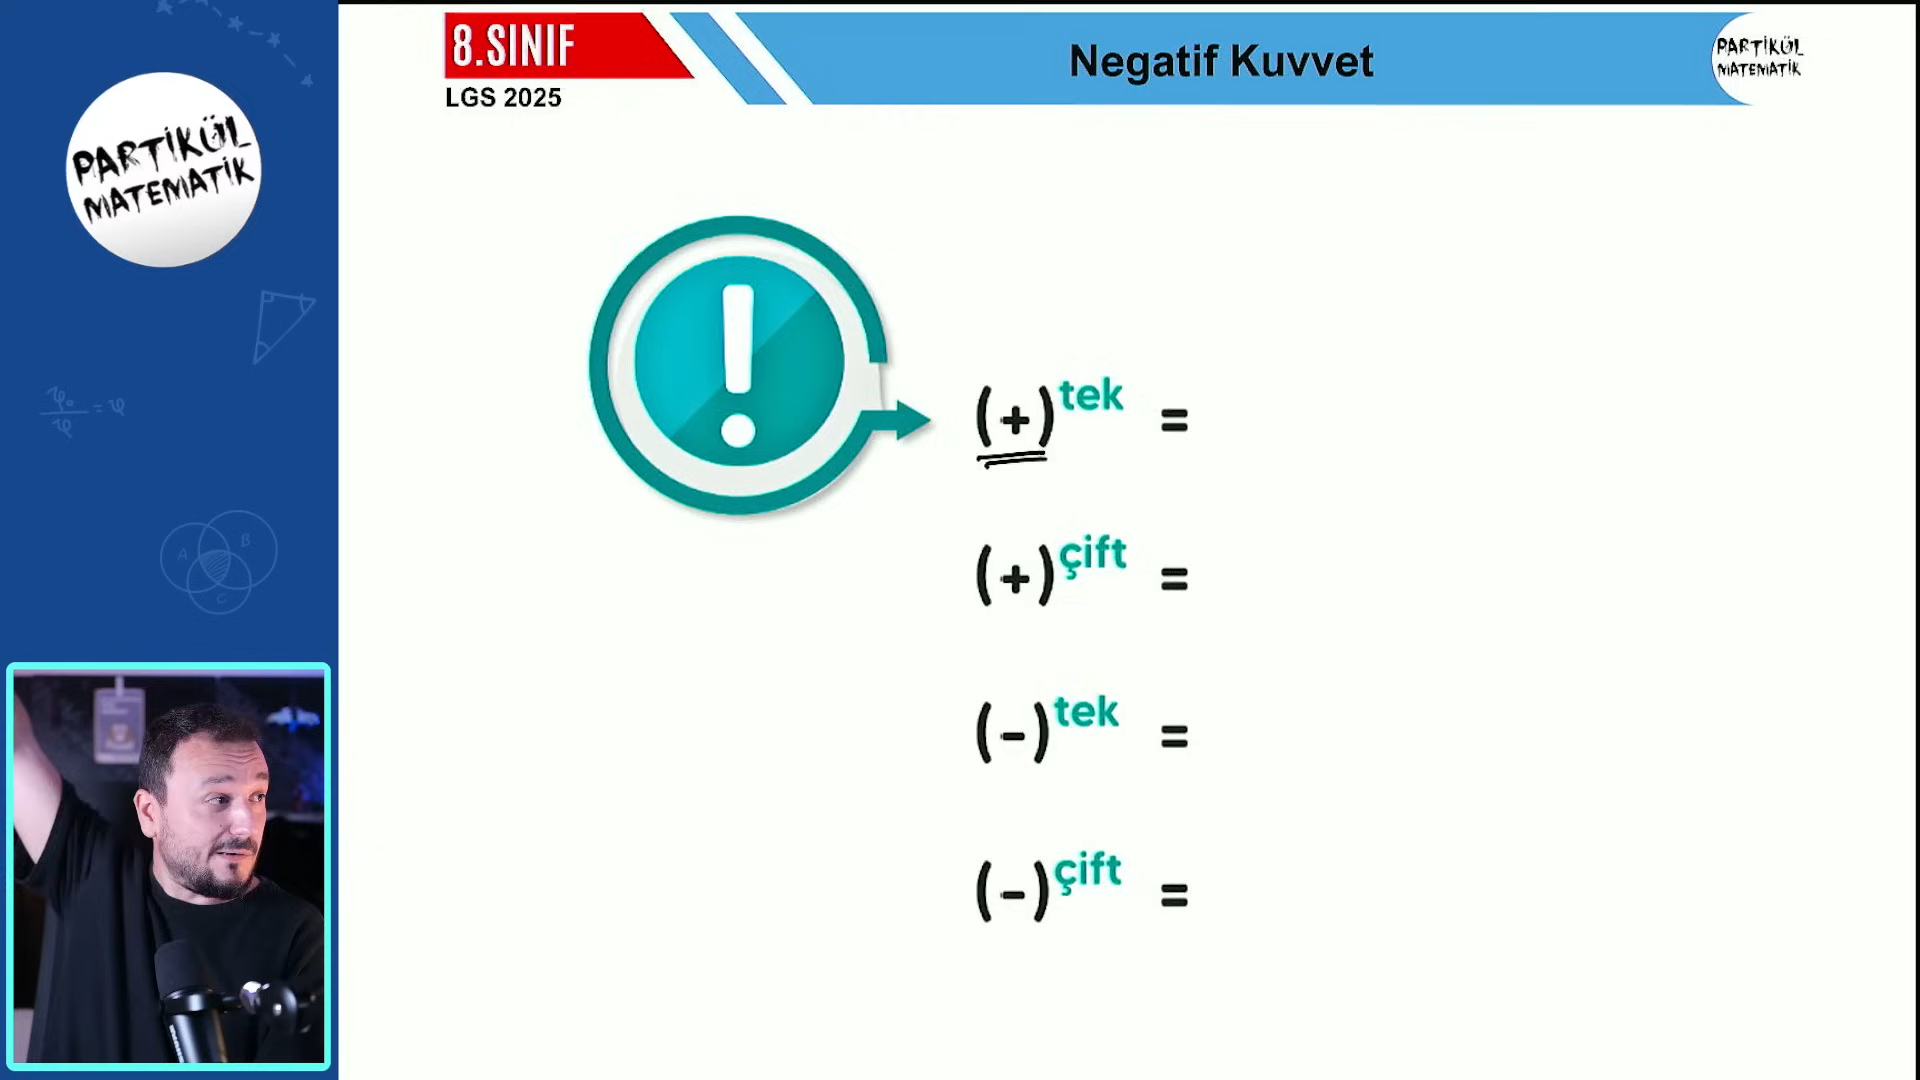 PARTİKÜL
MATEMATİK
8.SINIF
LGS 2025
Negatif Kuvvet
PARTİKÜL
MATEMATİK
(+)tek =
(+)çift =
(-)tek =
(-)çift =
A
B
C